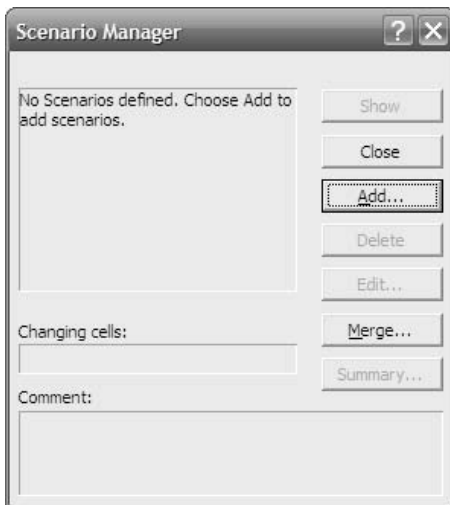 Scenario Manager
No Scenarios defined. Choose Add to
add scenarios.
Show
Close
Add...
Delete
Edit...
Merge...
Summary...
Changing cells:
Comment: